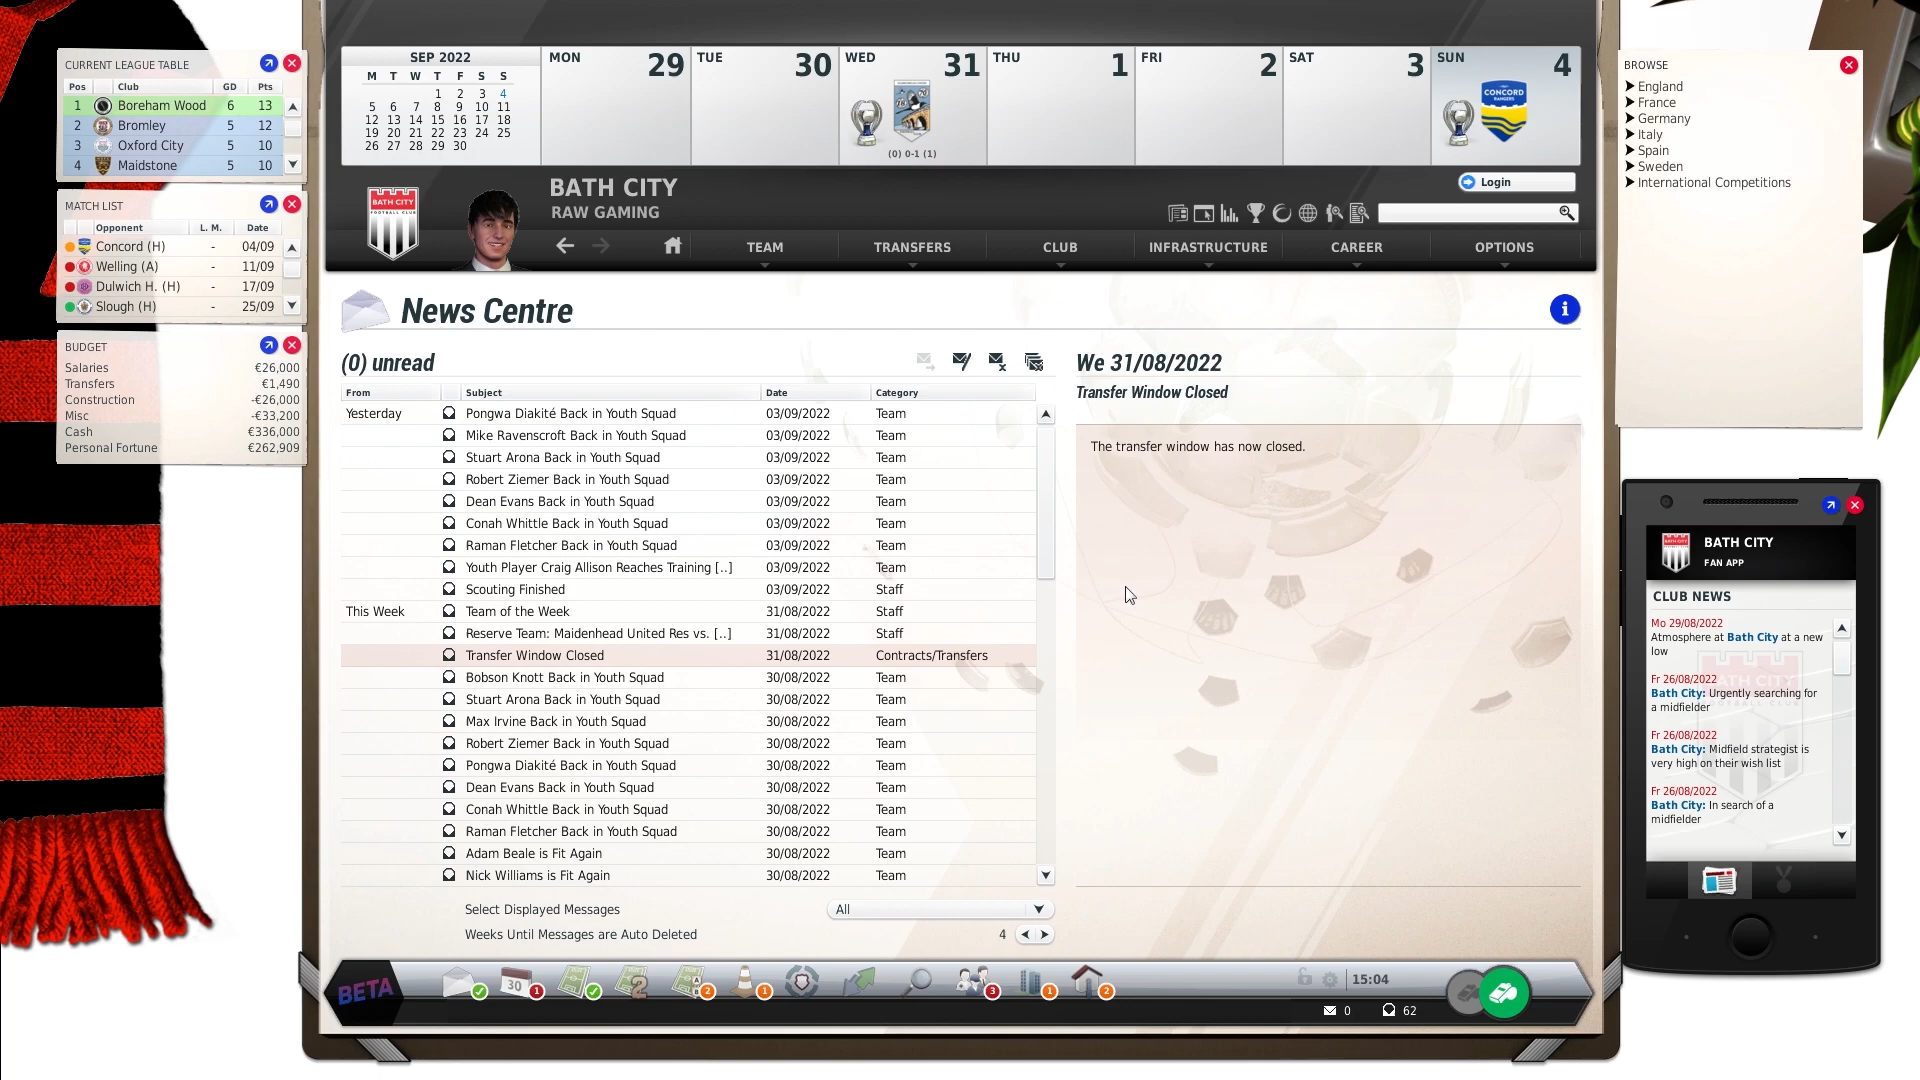 CURRENT LEAGUE TABLE
Pos Club GD Pts
1 Boreham Wood 6 13
2 Bromley 5 12
3 Oxford City 5 10
4 Maidstone 5 10
MATCH LIST
Opponent L. M. Date
Concord (H) - 04/09
Welling (A) - 11/09
Dulwich H. (H) - 17/09
Slough (H) - 25/09
BUDGET
Salaries €26,000
Transfers €1,490
Construction -€26,000
Misc -€33,200
Cash €336,000
Personal Fortune €262,909
SEP 2022
M T W T F S S
1 2 3 4
5 6 7 8 9 10 11
12 13 14 15 16 17 18
19 20 21 22 23 24 25
26 27 28 29 30
MON 29 TUE 30 WED 31 THU 1 FRI 2 SAT 3 SUN 4
CONCORD
RANGERS
(0) 0-1 (1)
BATH CITY
FOOTBALL CLUB
BATH CITY
RAW GAMING
Login
TEAM TRANSFERS CLUB INFRASTRUCTURE CAREER OPTIONS
News Centre
(0) unread
From Subject Date Category
Yesterday Pongwa Diakité Back in Youth Squad 03/09/2022 Team
Mike Ravenscroft Back in Youth Squad 03/09/2022 Team
Stuart Arona Back in Youth Squad 03/09/2022 Team
Robert Ziemer Back in Youth Squad 03/09/2022 Team
Dean Evans Back in Youth Squad 03/09/2022 Team
Conah Whittle Back in Youth Squad 03/09/2022 Team
Raman Fletcher Back in Youth Squad 03/09/2022 Team
Youth Player Craig Allison Reaches Training [..] 03/09/2022 Team
Scouting Finished 03/09/2022 Staff
This Week Team of the Week 31/08/2022 Staff
Reserve Team: Maidenhead United Res vs. [..] 31/08/2022 Staff
Transfer Window Closed 31/08/2022 Contracts/Transfers
Bobson Knott Back in Youth Squad 30/08/2022 Team
Stuart Arona Back in Youth Squad 30/08/2022 Team
Max Irvine Back in Youth Squad 30/08/2022 Team
Robert Ziemer Back in Youth Squad 30/08/2022 Team
Pongwa Diakité Back in Youth Squad 30/08/2022 Team
Dean Evans Back in Youth Squad 30/08/2022 Team
Conah Whittle Back in Youth Squad 30/08/2022 Team
Raman Fletcher Back in Youth Squad 30/08/2022 Team
Adam Beale is Fit Again 30/08/2022 Team
Nick Williams is Fit Again 30/08/2022 Team
Select Displayed Messages All
Weeks Until Messages are Auto Deleted 4
We 31/08/2022
Transfer Window Closed
The transfer window has now closed.
BETA
30 1
2
2
1
3
1
2
15:04
0 62
BROWSE
England
France
Germany
Italy
Spain
Sweden
International Competitions
BATH CITY
FAN APP
CLUB NEWS
Mo 29/08/2022
Atmosphere at Bath City at a new
low
Fr 26/08/2022
Bath City: Urgently searching for
a midfielder
Fr 26/08/2022
Bath City: Midfield strategist is
very high on their wish list
Fr 26/08/2022
Bath City: In search of a
midfielder